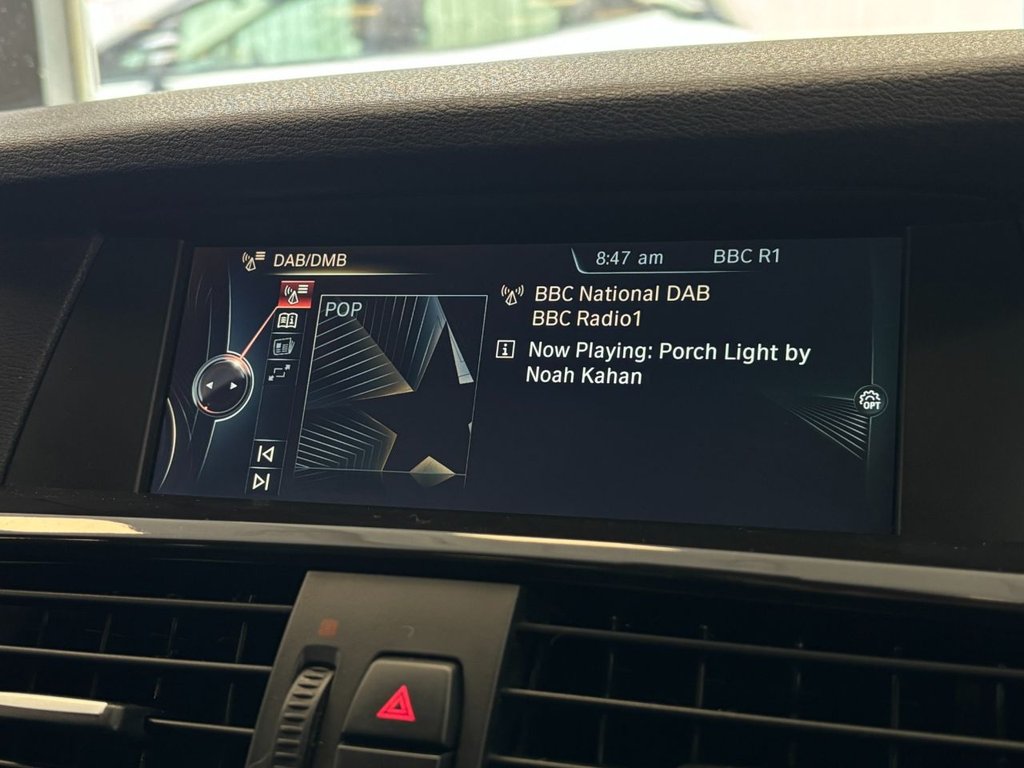 DAB/DMB
8:47 am
BBC R1
POP
BBC National DAB
BBC Radio1
Now Playing: Porch Light by
Noah Kahan
OPT